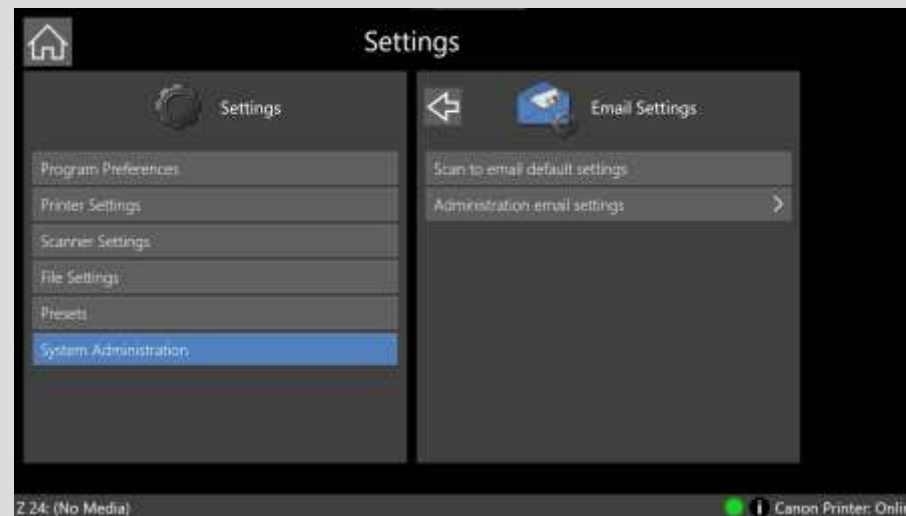 Settings
Settings
Program Preferences
Printer Settings
Scanner Settings
File Settings
Presets
System Administration
Email Settings
Scan to email default settings
Administration email settings
Z 24: (No Media)
Canon Printer: Onlin